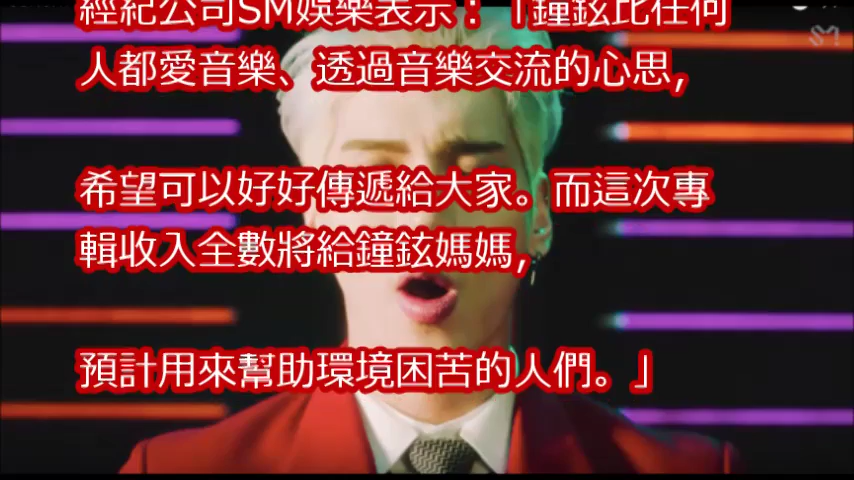 經紀公司SM娛樂表示：「鐘鉉比任何
人都愛音樂、透過音樂交流的心思，
希望可以好好傳遞給大家。而這次專
輯收入全數將給鐘鉉媽媽，
預計用來幫助環境困苦的人們。」
SM